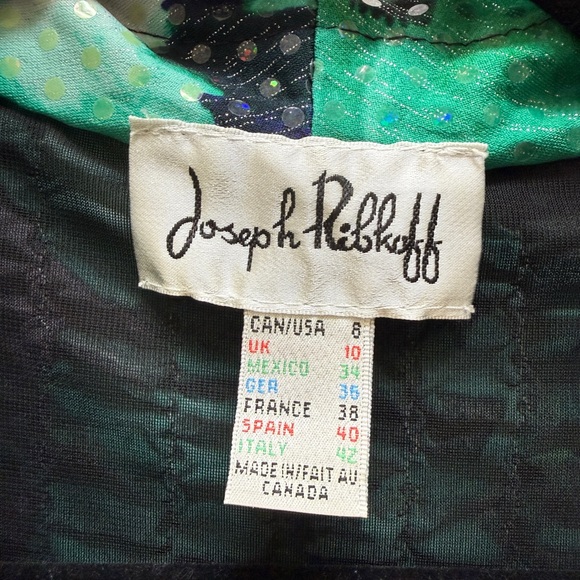 Joseph Ribkoff
CAN/USA 8
UK 10
MEXICO 34
GER 36
FRANCE 38
SPAIN 40
ITALY 42
MADE IN/FAIT AU
CANADA